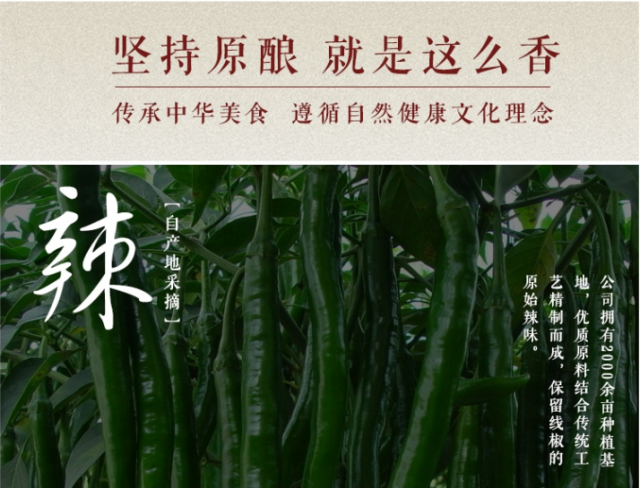 坚持原酿 就是这么香
传承中华美食 遵循自然健康文化理念
辣
[自产地采摘]
公司拥有2000余亩种植基
地，优质原料结合传统工
艺精制而成，保留线椒的
原始辣味。